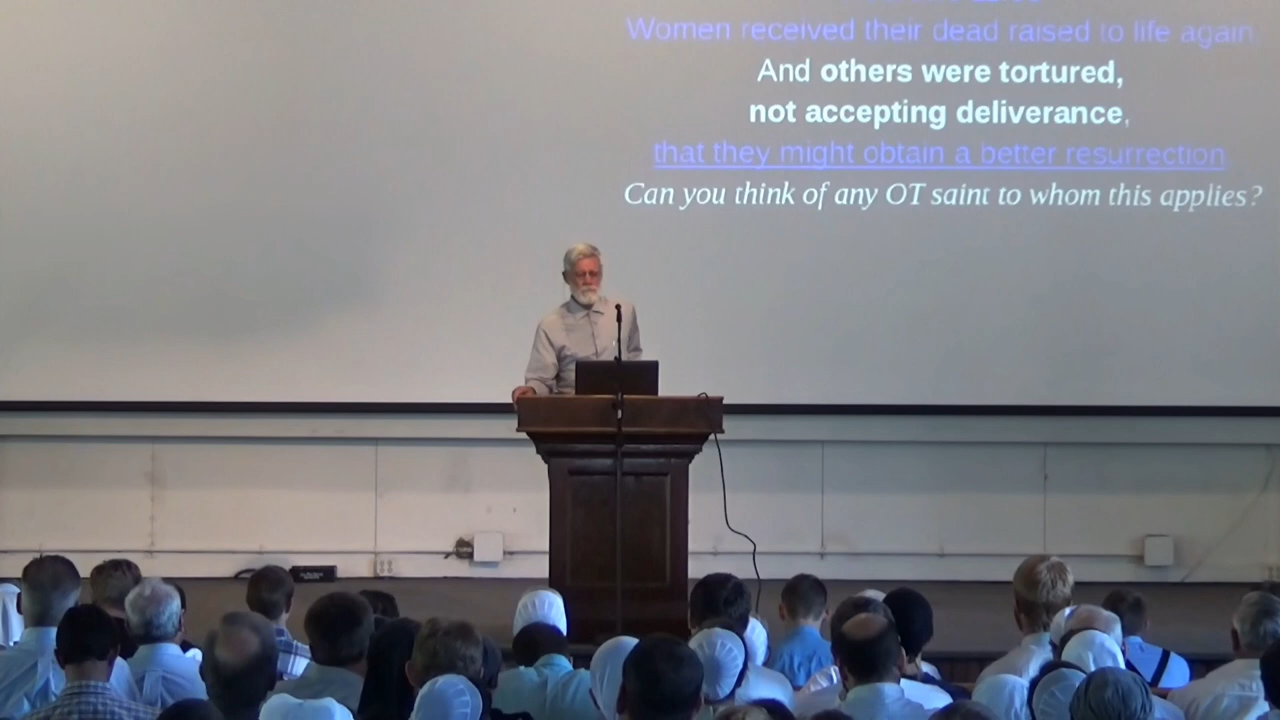 Women received their dead raised to life again.
And others were tortured,
not accepting deliverance,
that they might obtain a better resurrection.
Can you think of any OT saint to whom this applies?